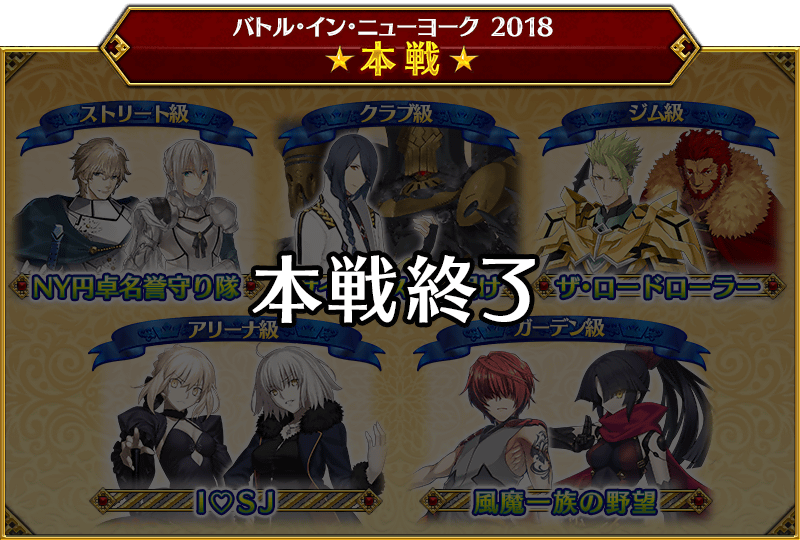 バトル・イン・ニューヨーク 2018
★本戦★
ストリート級
クラブ級
ジム級
NY円卓名誉守り隊
ザ・ロードローラー
本戦終了
アリーナ級
ガーデン級
I♡SJ
風魔一族の野望